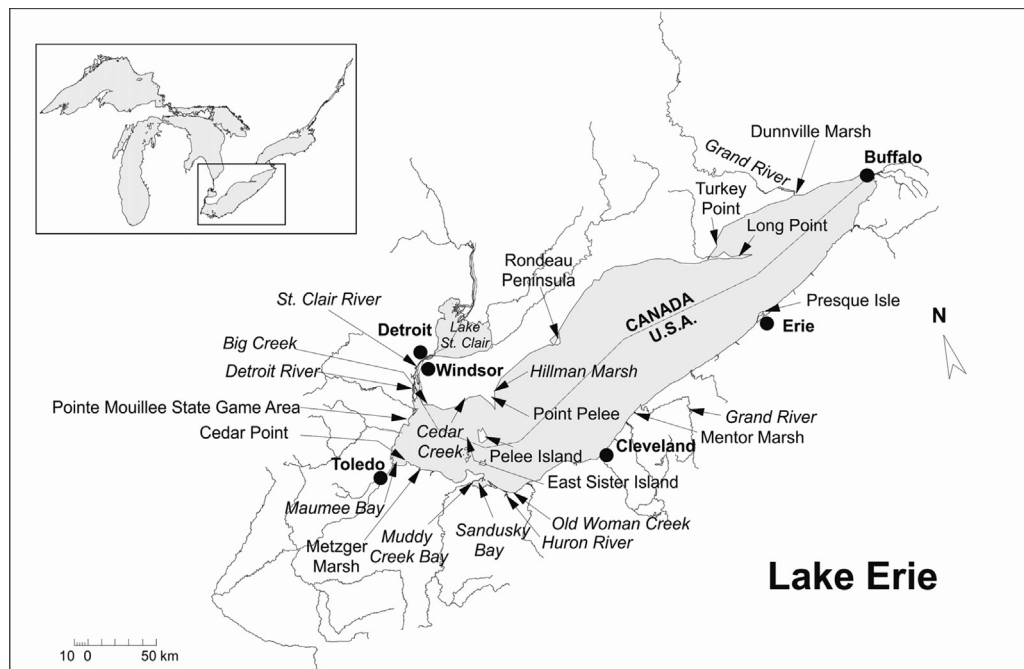 Dunnville Marsh
Grand River
Buffalo
Turkey
Point
Long Point
Rondeau
Peninsula
CANADA
U.S.A.
Presque Isle
Erie
N
St. Clair River
Lake
St. Clair
Detroit
Big Creek
Windsor
Detroit River
Hillman Marsh
Pointe Mouillee State Game Area
Point Pelee
Grand River
Cedar Point
Cedar
Creek
Mentor Marsh
Pelee Island
Cleveland
Toledo
East Sister Island
Maumee Bay
Old Woman Creek
Metzger
Marsh
Muddy
Creek Bay
Sandusky
Bay
Huron River
Lake Erie
10 0 50 km